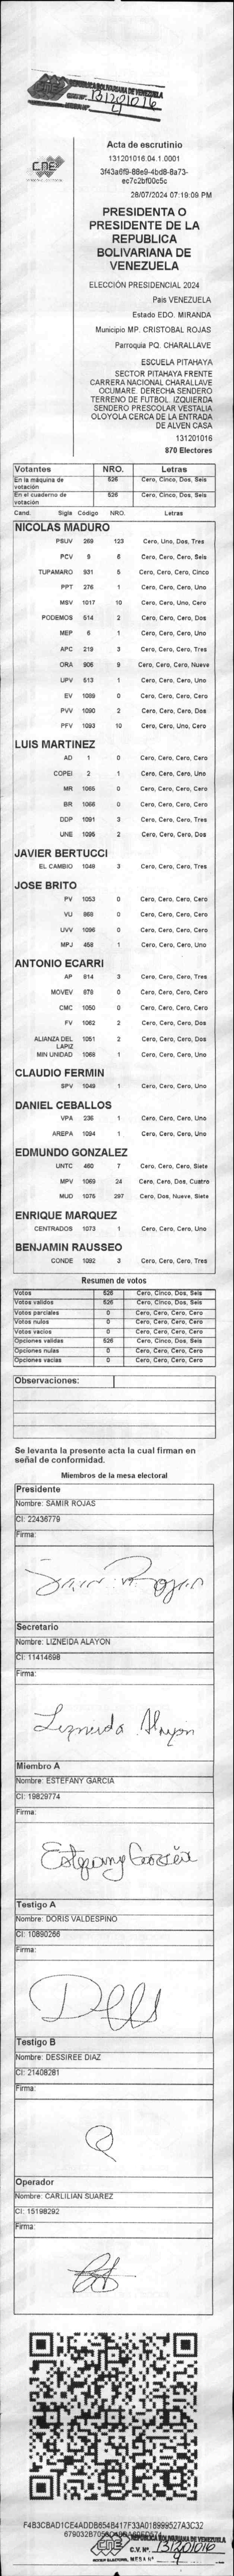 REPÚBLICA BOLIVARIANA DE VENEZUELA
131201016
CNE
Acta de escrutinio
131201016.04.1.0001
3f43a6f9-88e9-4bd8-8a73-
ec7c2bf00c5c
28/07/2024 07:19:09 PM
PRESIDENTA O
PRESIDENTE DE LA
REPUBLICA
BOLIVARIANA DE
VENEZUELA
ELECCIÓN PRESIDENCIAL 2024
País VENEZUELA
Estado EDO. MIRANDA
Municipio MP. CRISTOBAL ROJAS
Parroquia PQ. CHARALLAVE
ESCUELA PITAHAYA
SECTOR PITAHAYA FRENTE
CARRERA NACIONAL CHARALLAVE
OCUMARE. DERECHA SENDERO
TERRENO DE FUTBOL. IZQUIERDA
SENDERO PRESCOLAR VESTALIA
OLOYOLA CERCA DE LA ENTRADA
DE ALVEN CASA
131201016
870 Electores
Votantes NRO. Letras
En la máquina de votación 526 Cero, Cinco, Dos, Seis
En el cuaderno de votación 526 Cero, Cinco, Dos, Seis
Cand. Sigla Código NRO. Letras
NICOLAS MADURO
PSUV 269 123 Cero, Uno, Dos, Tres
PCV 9 6 Cero, Cero, Cero, Seis
TUPAMARO 931 5 Cero, Cero, Cero, Cinco
PPT 276 1 Cero, Cero, Cero, Uno
MSV 1017 10 Cero, Cero, Uno, Cero
PODEMOS 514 2 Cero, Cero, Cero, Dos
MEP 6 1 Cero, Cero, Cero, Uno
APC 219 3 Cero, Cero, Cero, Tres
ORA 906 9 Cero, Cero, Cero, Nueve
UPV 513 1 Cero, Cero, Cero, Uno
EV 1089 0 Cero, Cero, Cero, Cero
PVV 1090 2 Cero, Cero, Cero, Dos
PFV 1093 10 Cero, Cero, Uno, Cero
LUIS MARTINEZ
AD 1 0 Cero, Cero, Cero, Cero
COPEI 2 1 Cero, Cero, Cero, Uno
MR 1065 0 Cero, Cero, Cero, Cero
BR 1066 0 Cero, Cero, Cero, Cero
DDP 1091 3 Cero, Cero, Cero, Tres
UNE 1095 2 Cero, Cero, Cero, Dos
JAVIER BERTUCCI
EL CAMBIO 1049 3 Cero, Cero, Cero, Tres
JOSE BRITO
PV 1053 0 Cero, Cero, Cero, Cero
VU 868 0 Cero, Cero, Cero, Cero
UVV 1096 0 Cero, Cero, Cero, Cero
MPJ 458 1 Cero, Cero, Cero, Uno
ANTONIO ECARRI
AP 814 3 Cero, Cero, Cero, Tres
MOVEV 879 0 Cero, Cero, Cero, Cero
CMC 1050 0 Cero, Cero, Cero, Cero
FV 1062 2 Cero, Cero, Cero, Dos
ALIANZA DEL LAPIZ 1051 2 Cero, Cero, Cero, Dos
MIN UNIDAD 1068 1 Cero, Cero, Cero, Uno
CLAUDIO FERMIN
SPV 1048 1 Cero, Cero, Cero, Uno
DANIEL CEBALLOS
VPA 236 1 Cero, Cero, Cero, Uno
AREPA 1094 1 Cero, Cero, Cero, Uno
EDMUNDO GONZALEZ
UNTC 460 7 Cero, Cero, Cero, Siete
MPV 1069 24 Cero, Cero, Dos, Cuatro
MUD 1075 297 Cero, Dos, Nueve, Siete
ENRIQUE MARQUEZ
CENTRADOS 1073 1 Cero, Cero, Cero, Uno
BENJAMIN RAUSSEO
CONDE 1092 3 Cero, Cero, Cero, Tres
Resumen de votos
Votos 526 Cero, Cinco, Dos, Seis
Votos validos 526 Cero, Cinco, Dos, Seis
Votos parciales 0 Cero, Cero, Cero, Cero
Votos nulos 0 Cero, Cero, Cero, Cero
Votos vacios 0 Cero, Cero, Cero, Cero
Opciones validas 526 Cero, Cinco, Dos, Seis
Opciones nulas 0 Cero, Cero, Cero, Cero
Opciones vacias 0 Cero, Cero, Cero, Cero
Observaciones:
Se levanta la presente acta la cual firman en
señal de conformidad.
Miembros de la mesa electoral
Presidente
Nombre: SAMIR ROJAS
CI: 22436779
Firma:
Samir Rojas
Secretario
Nombre: LIZNEIDA ALAYON
CI: 11414698
Firma:
Lizneida Alayon
Miembro A
Nombre: ESTEFANY GARCIA
CI: 19829774
Firma:
Estefany García
Testigo A
Nombre: DORIS VALDESPINO
CI: 10890266
Firma:
Testigo B
Nombre: DESSIREE DIAZ
CI: 21408281
Firma:
Operador
Nombre: CARLILIAN SUAREZ
CI: 15198292
Firma:
F4B3CBAD1CE4ADDB654B417F33A018999527A3C32
REPÚBLICA BOLIVARIANA DE VENEZUELA
CNE
C.V. Nº. 131201016
MESA Nº 4